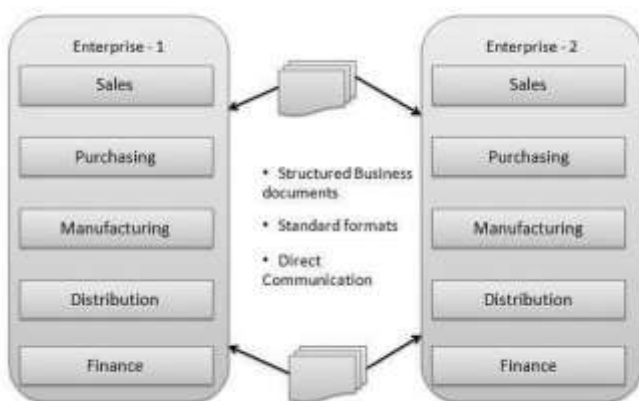 Enterprise - 1
Sales
Purchasing
Manufacturing
Distribution
Finance
• Structured Business
documents
• Standard formats
• Direct
Communication
Enterprise - 2
Sales
Purchasing
Manufacturing
Distribution
Finance